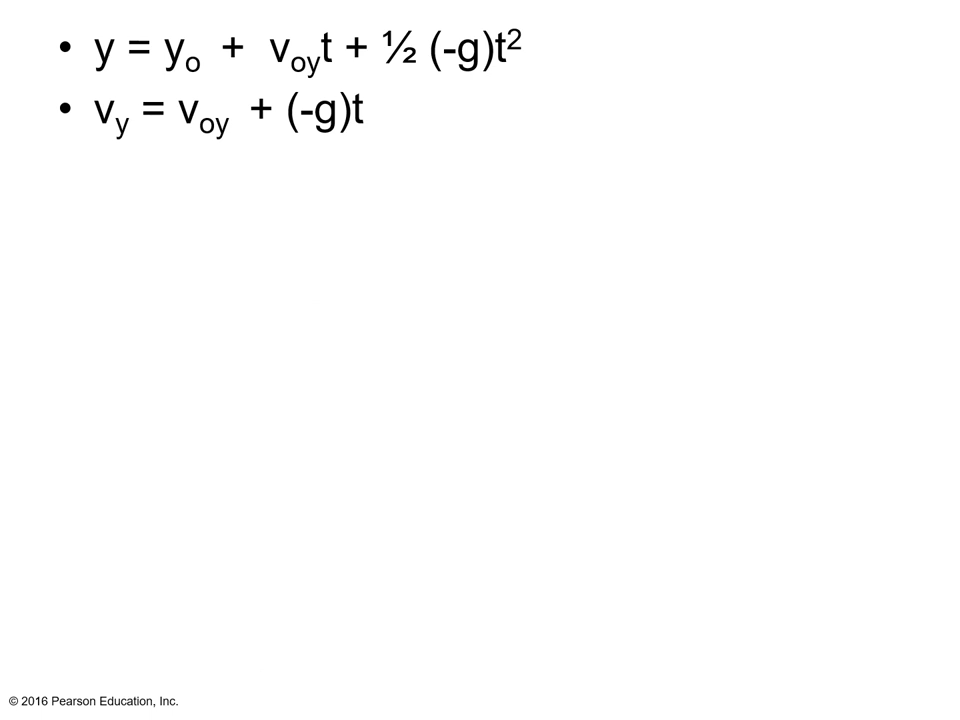 • y = yₒ + vₒyt + ½ (-g)t²
• vy = vₒy + (-g)t
© 2016 Pearson Education, Inc.